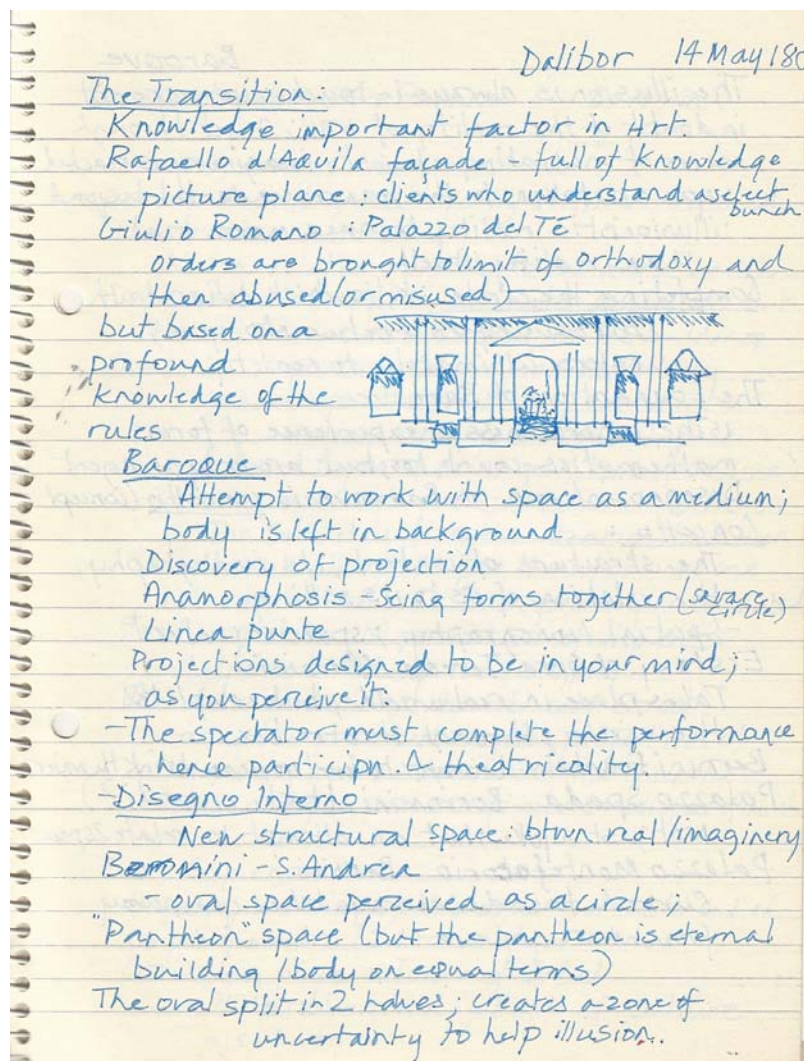 Dalibor 14 May 180
The Transition:
Knowledge important factor in Art
Rafaello d'Aquila façade - full of Knowledge
picture plane: clients who understand a select
bunch
Giulio Romano: Palazzo del Té
orders are brought to limit of orthodoxy and
then abused (or misused)
but based on a
profound
knowledge of the
rules
Baroque
Attempt to work with space as a medium;
body is left in background
Discovery of projection
Anamorphosis - Seing forms together (square
circle)
Linea punte
Projections designed to be in your mind;
as you perceive it.
- The spectator must complete the performance
hence participn. & theatricality.
- Disegno Interno
New structural space. btwn real/imaginery
Boromini - S. Andrea
- oval space perceived as a circle;
"Pantheon" space (but the pantheon is eternal
building (body on equal terms)
The oval split in 2 halves; creates a zone of
uncertainty to help illusion.